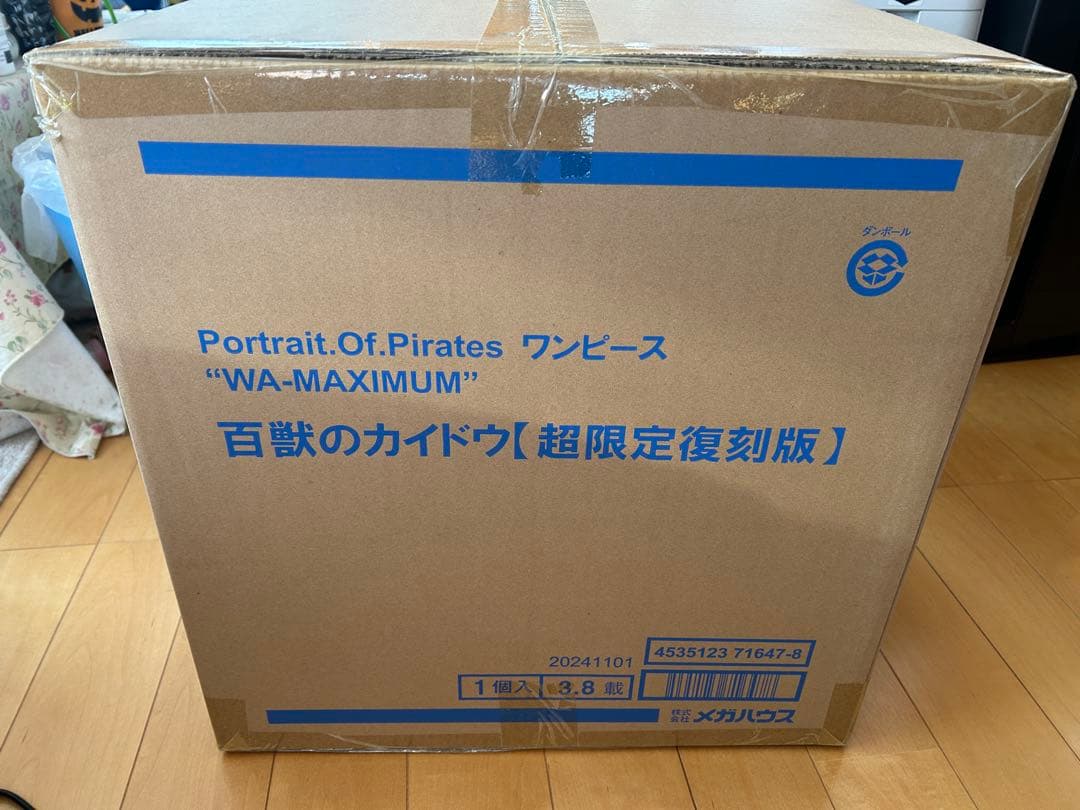 ダンボール
Portrait.Of.Pirates ワンピース
“WA-MAXIMUM”
百獣のカイドウ【超限定復刻版】
4535123 71647-8
20241101
1個入 3.8 載
株式会社 メガハウス